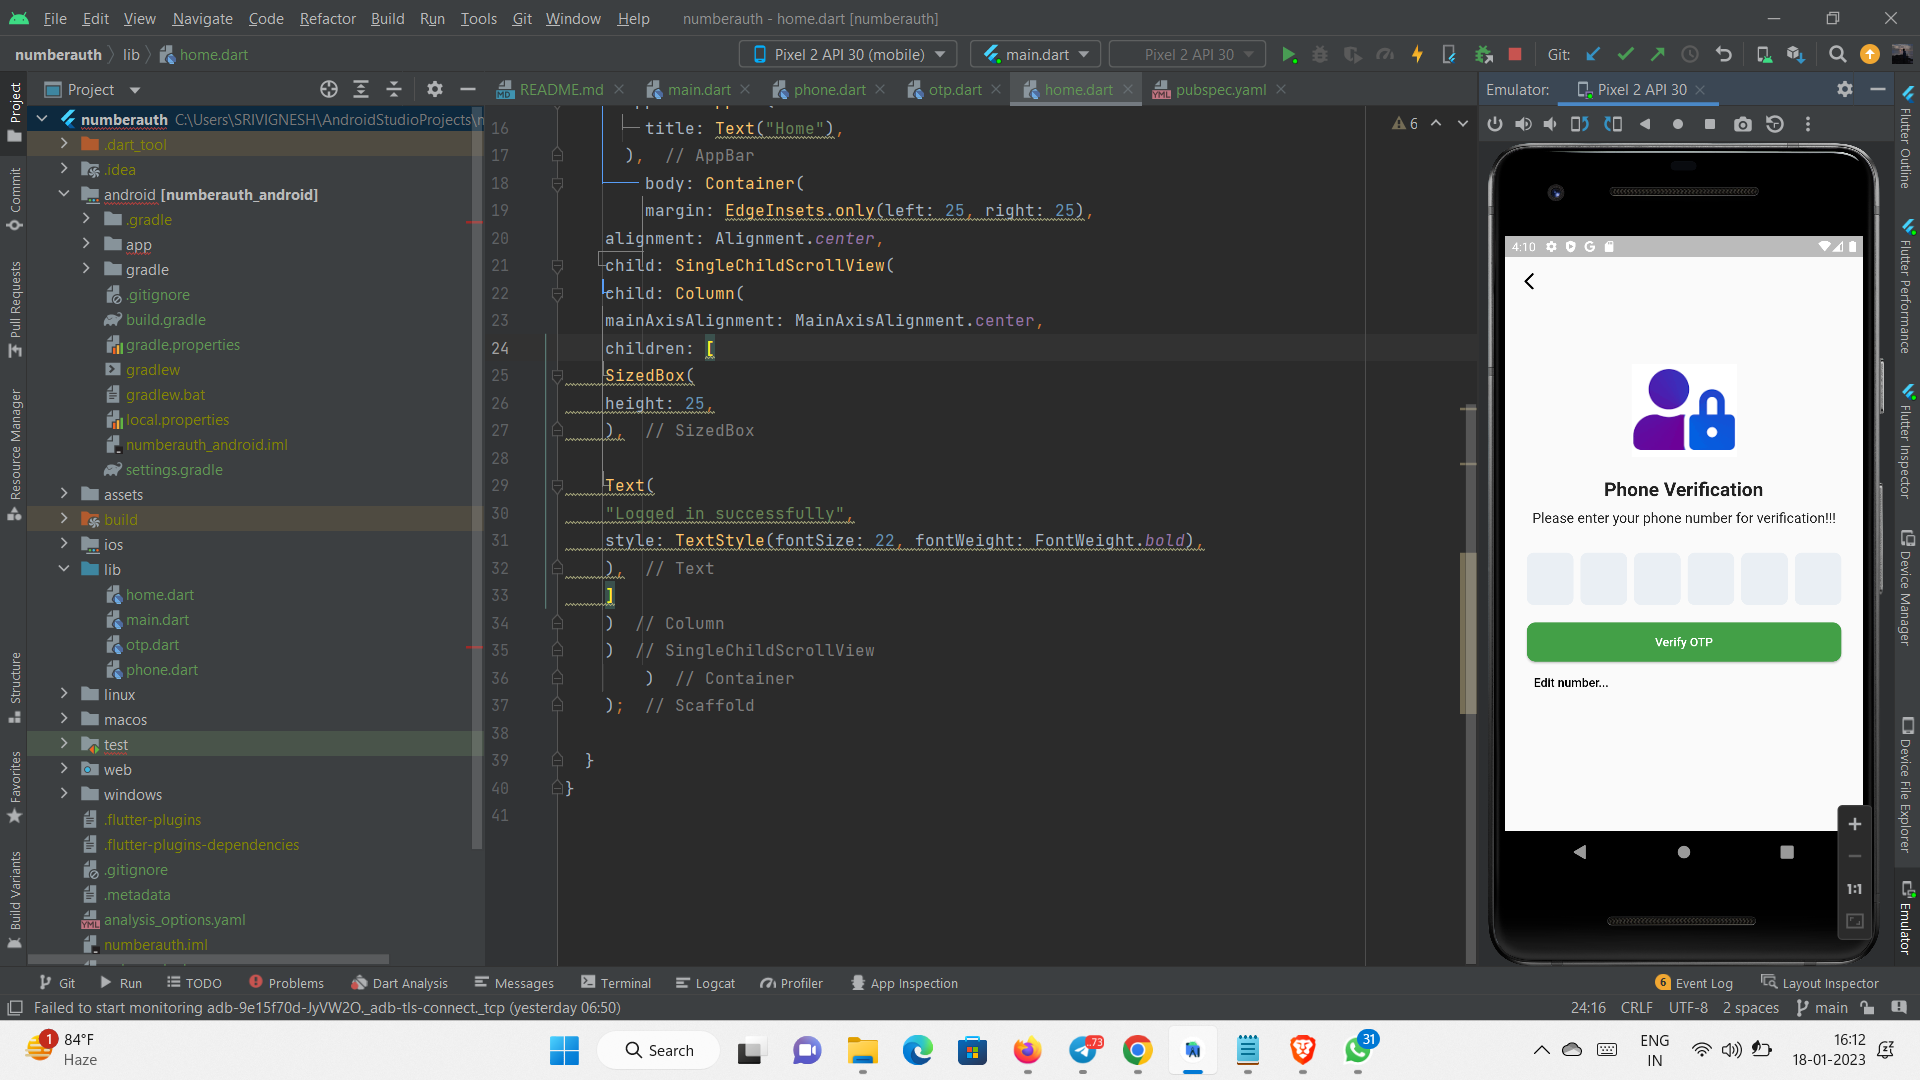 File Edit View Navigate Code Refactor Build Run Tools Git Window Help numberauth - home.dart [numberauth]
numberauth lib home.dart Pixel 2 API 30 (mobile) main.dart Pixel 2 API 30 Git:
Project README.md main.dart phone.dart otp.dart home.dart pubspec.yaml Emulator: Pixel 2 API 30
numberauth C:\Users\SRIVIGNESH\AndroidStudioProjects\n
.dart_tool
.idea
android [numberauth_android]
.gradle
app
gradle
.gitignore
build.gradle
gradle.properties
gradlew
gradlew.bat
local.properties
numberauth_android.iml
settings.gradle
assets
build
ios
lib
home.dart
main.dart
otp.dart
phone.dart
linux
macos
test
web
windows
.flutter-plugins
.flutter-plugins-dependencies
.gitignore
.metadata
analysis_options.yaml
numberauth.iml
Project
Commit
Pull Requests
Resource Manager
Structure
Favorites
Build Variants
6
16 title: Text("Home"),
17 ), // AppBar
18 body: Container(
19 margin: EdgeInsets.only(left: 25, right: 25),
20 alignment: Alignment.center,
21 child: SingleChildScrollView(
22 child: Column(
23 mainAxisAlignment: MainAxisAlignment.center,
24 children: [
25 SizedBox(
26 height: 25,
27 ), // SizedBox
28
29 Text(
30 "Logged in successfully",
31 style: TextStyle(fontSize: 22, fontWeight: FontWeight.bold),
32 ), // Text
33 ]
34 ) // Column
35 ) // SingleChildScrollView
36 ) // Container
37 ); // Scaffold
38
39 }
40 }
41
4:10
Phone Verification
Please enter your phone number for verification!!!
Verify OTP
Edit number...
1:1
Flutter Outline
Flutter Performance
Flutter Inspector
Device Manager
Device File Explorer
Emulator
Git Run TODO Problems Dart Analysis Messages Terminal Logcat Profiler App Inspection 6 Event Log Layout Inspector
Failed to start monitoring adb-9e15f70d-JyVW2O._adb-tls-connect._tcp (yesterday 06:50) 24:16 CRLF UTF-8 2 spaces main
1 84°F
Haze
Search
..73
31
ENG
IN
16:12
18-01-2023